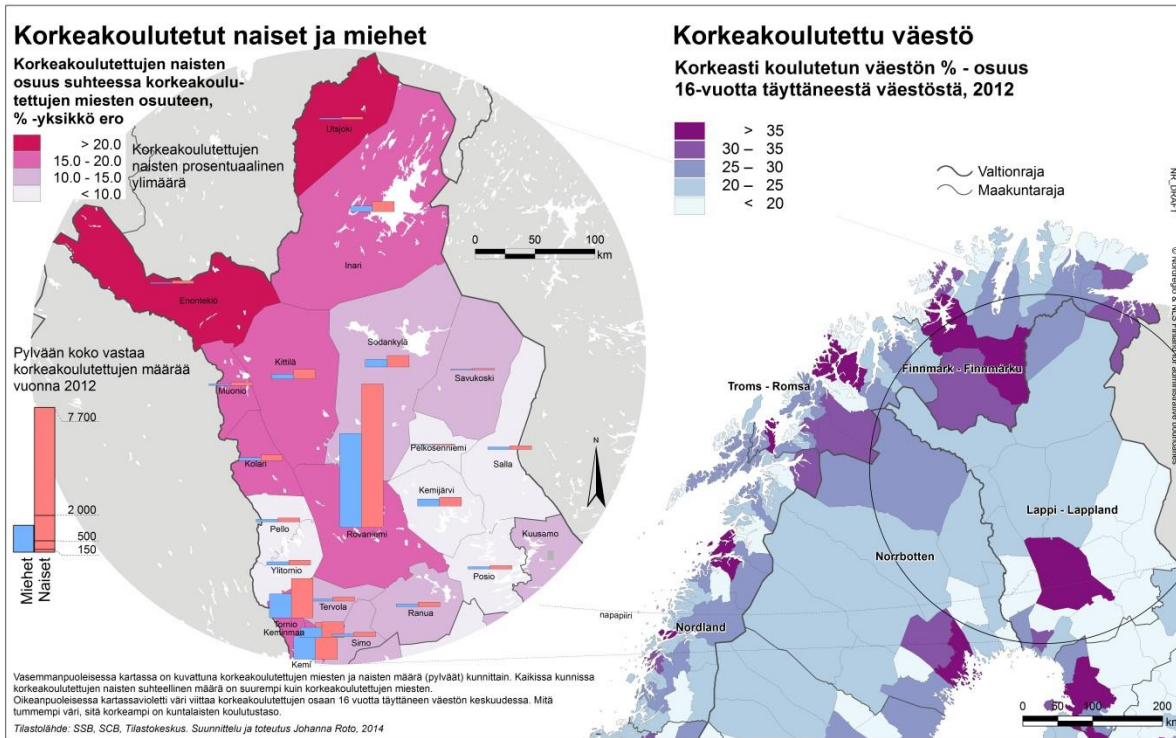 Korkeakoulutetut naiset ja miehet
Korkeakoulutettujen naisten
osuus suhteessa korkeakoulu-
tettujen miesten osuuteen,
% -yksikkö ero
> 20.0
15.0 - 20.0
10.0 - 15.0
< 10.0
Korkeakoulutettujen
naisten prosentuaalinen
ylimäärä
Pylvään koko vastaa
korkeakoulutettujen määrää
vuonna 2012
7 700
2 000
500
150
Miehet
Naiset
Utsjoki
0 50 100
km
Inari
Enontekiö
Sodankylä
Kittilä
Savukoski
Muonio
Pelkosenniemi
Salla
N
Kolari
Kemijärvi
Pello
Rovaniemi
Kuusamo
Ylitornio
Posio
Tervola
Ranua
Tornio
Keminmaa
Simo
Kemi
Vasemmanpuoleisessa kartassa on kuvattuna korkeakoulutettujen miesten ja naisten määrä (pylväät) kunnittain. Kaikissa kunnissa
korkeakoulutettujen naisten suhteellinen määrä on suurempi kuin korkeakoulutettujen miesten.
Oikeanpuoleisessa kartassavioletti väri viittaa korkeakoulutettujen osaan 16 vuotta täyttäneen väestön keskuudessa. Mitä
tummempi väri, sitä korkeampi on kuntalaisten koulutustaso.
Tilastolähde: SSB, SCB, Tilastokeskus. Suunnittelu ja toteutus Johanna Roto, 2014
Korkeakoulutettu väestö
Korkeasti koulutetun väestön % - osuus
16-vuotta täyttäneestä väestöstä, 2012
> 35
30 – 35
25 – 30
20 – 25
< 20
Valtionraja
Maakuntaraja
Troms - Romsa
Finnmark - Finnmárku
Lappi - Lappland
Norrbotten
napapiiri
Nordland
0 50 100 200
km